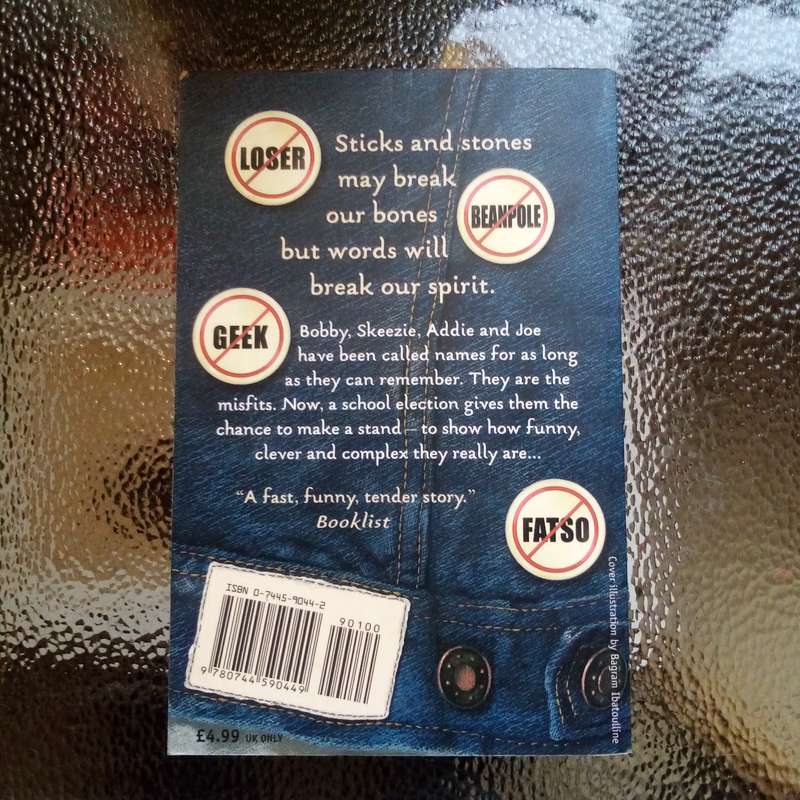 LOSER
Sticks and stones
may break
our bones
BEANPOLE
but words will
break our spirit.
GEEK
Bobby, Skeezie, Addie and Joe
have been called names for as long
as they can remember. They are the
misfits. Now, a school election gives them the
chance to make a stand – to show how funny,
clever and complex they really are...
“A fast, funny, tender story.”
Booklist
FATSO
Cover illustration by Bagram Ibatoulline
ISBN 0-7445-9044-2
90100
9 780744 590449
£4.99 UK ONLY